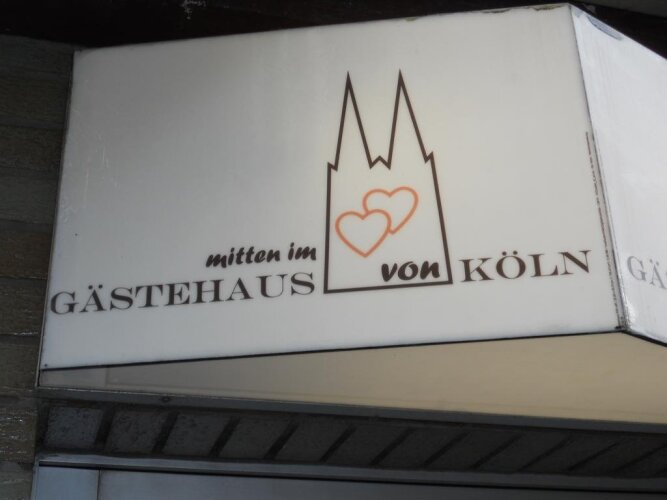 mitten im
GÄSTEHAUS von KÖLN
GÄ